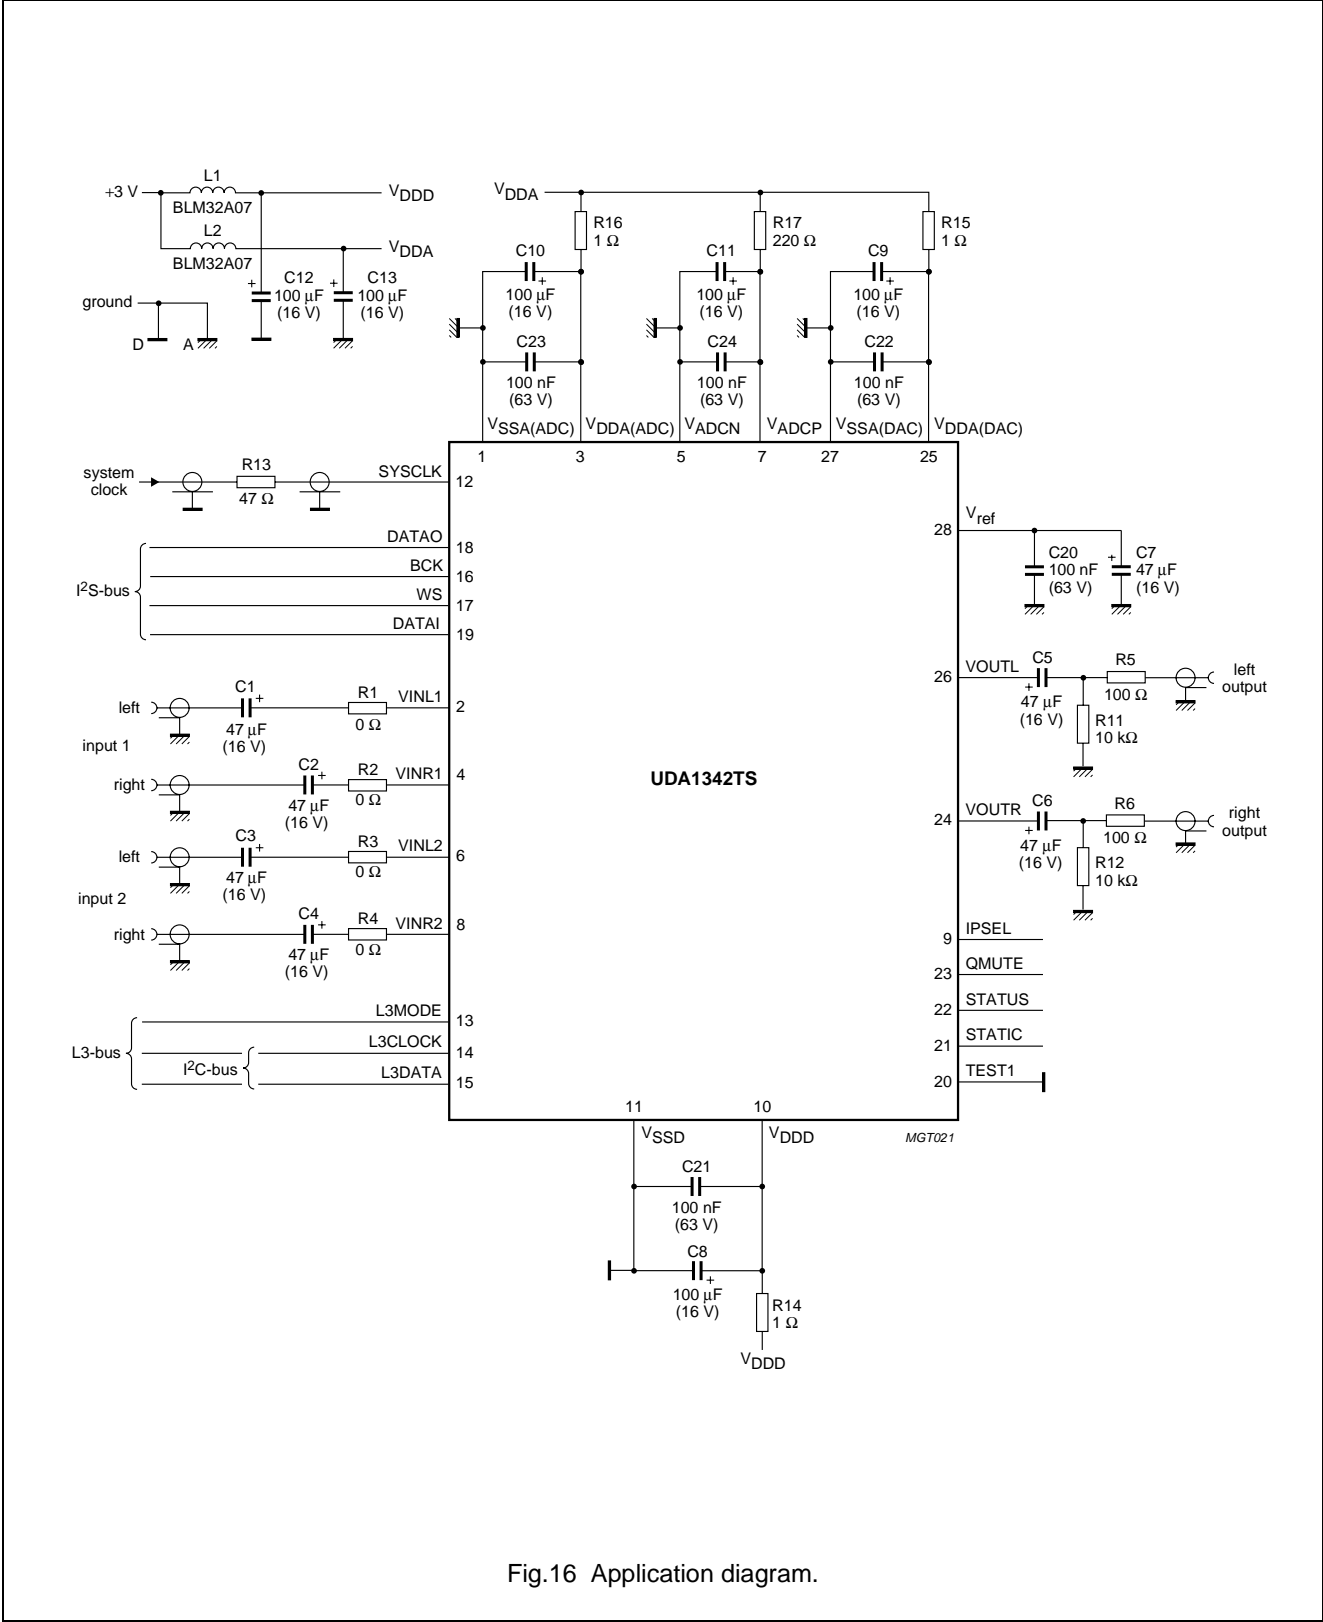 +3 V
L1
BLM32A07
VDDD
L2
BLM32A07
VDDA
C12
100 μF
(16 V)
C13
100 μF
(16 V)
ground
D
A
VDDA
R16
1 Ω
R17
220 Ω
R15
1 Ω
C10
100 μF
(16 V)
C11
100 μF
(16 V)
C9
100 μF
(16 V)
C23
100 nF
(63 V)
C24
100 nF
(63 V)
C22
100 nF
(63 V)
VSSA(ADC)
VDDA(ADC)
VADCN
VADCP
VSSA(DAC)
VDDA(DAC)
1
3
5
7
27
25
system
clock
R13
47 Ω
SYSCLK
12
I2S-bus
DATAO
18
BCK
16
WS
17
DATAI
19
input 1
left
C1
+
47 μF
(16 V)
R1
0 Ω
VINL1
2
right
C2
+
47 μF
(16 V)
R2
0 Ω
VINR1
4
input 2
left
C3
+
47 μF
(16 V)
R3
0 Ω
VINL2
6
right
C4
+
47 μF
(16 V)
R4
0 Ω
VINR2
8
L3-bus
I2C-bus
L3MODE
13
L3CLOCK
14
L3DATA
15
UDA1342TS
28
Vref
C20
100 nF
(63 V)
C7
47 μF
(16 V)
26
VOUTL
C5
47 μF
(16 V)
R5
100 Ω
R11
10 kΩ
left
output
24
VOUTR
C6
47 μF
(16 V)
R6
100 Ω
R12
10 kΩ
right
output
9
IPSEL
23
QMUTE
22
STATUS
21
STATIC
20
TEST1
11
10
VSSD
VDDD
MGT021
C21
100 nF
(63 V)
C8
100 μF
(16 V)
R14
1 Ω
VDDD
Fig.16 Application diagram.